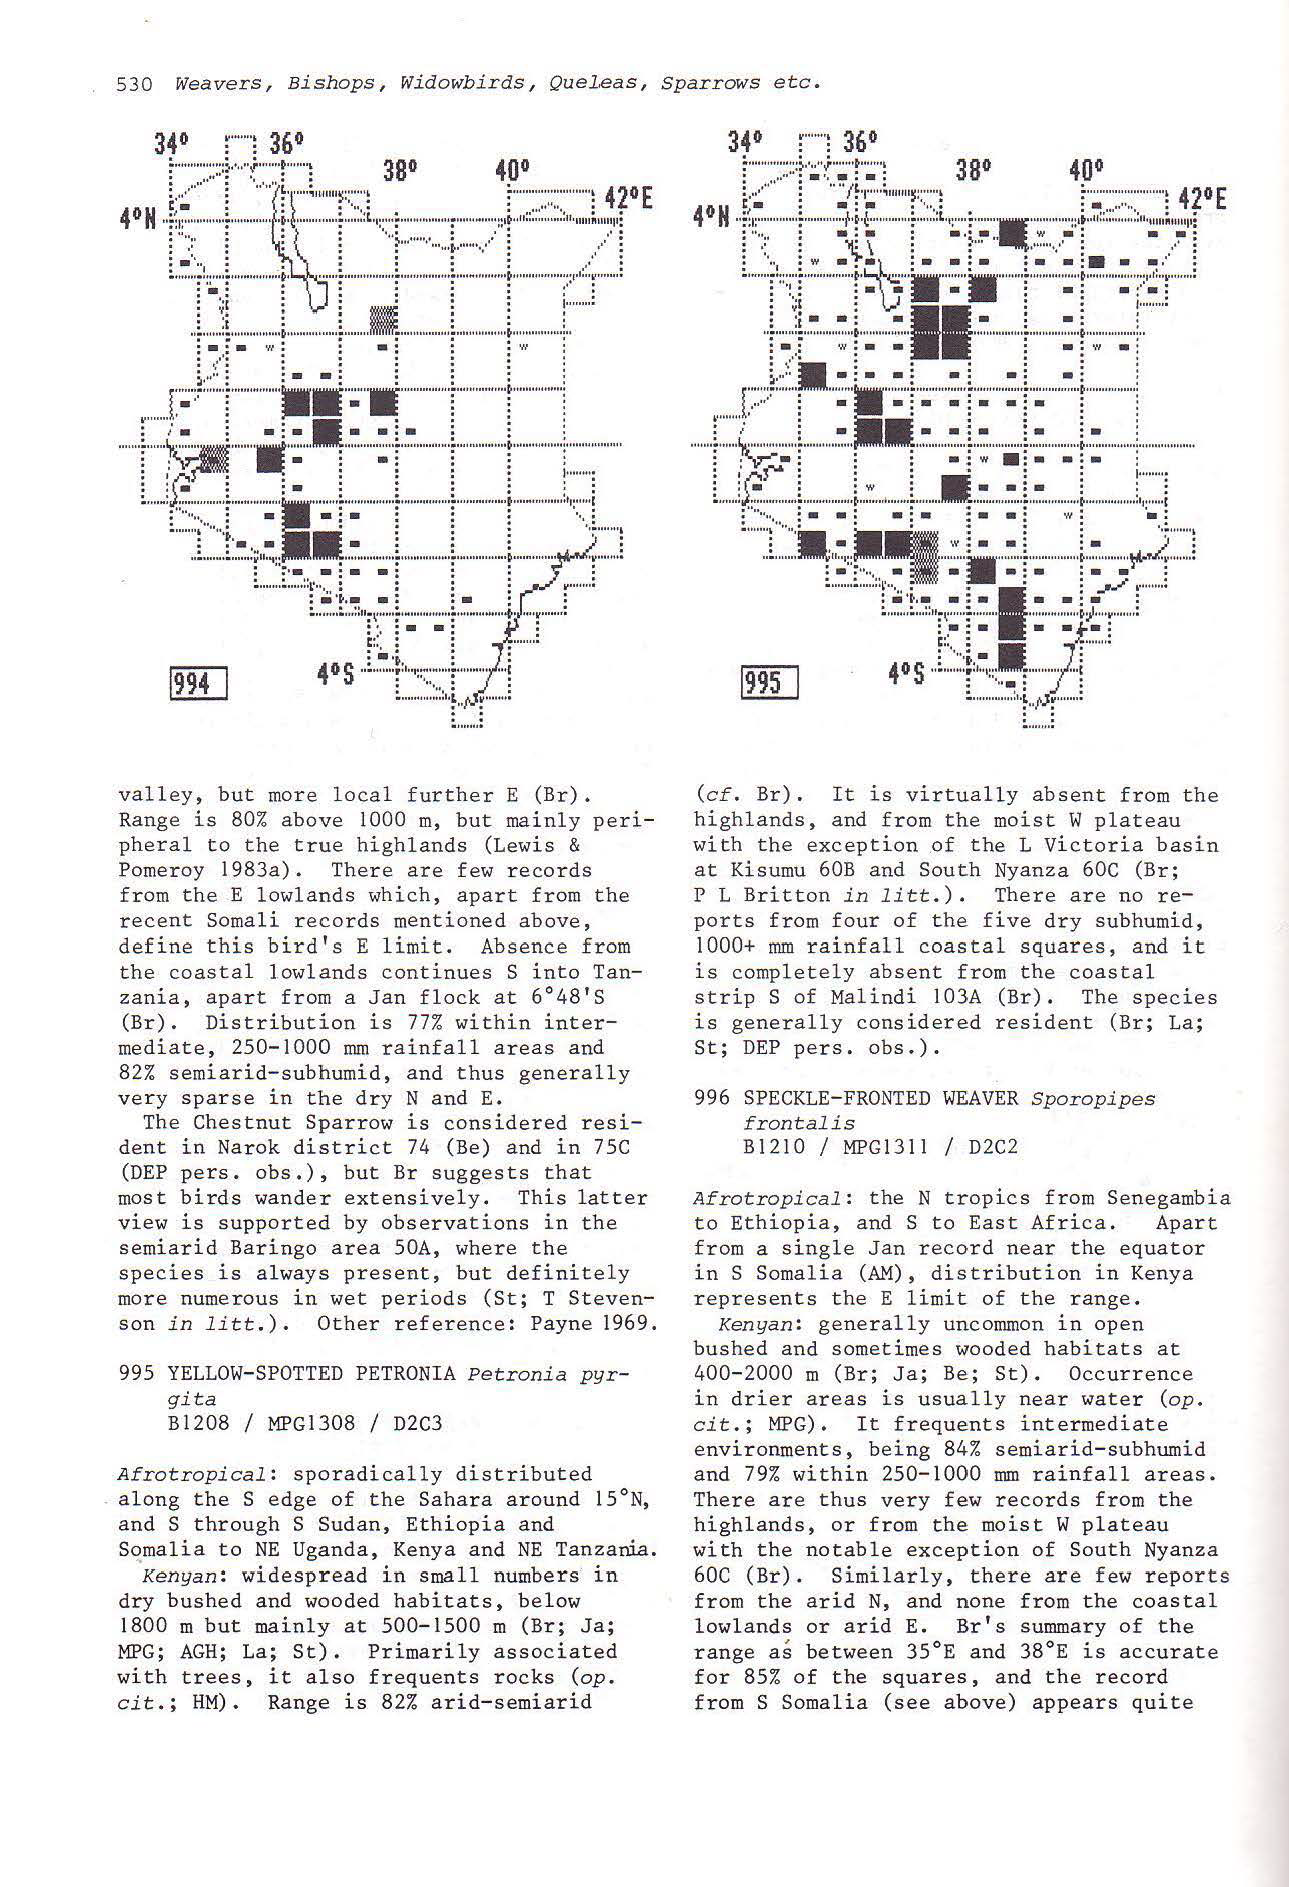 530 Weavers, Bishops, Widowbirds, Queleas, Sparrows etc.
34° 36°
38° 40°
42°E
4°N
4°S
994
34° 36°
38° 40°
42°E
4°N
4°S
995
valley, but more local further E (Br).
Range is 80% above 1000 m, but mainly peri-
pheral to the true highlands (Lewis &
Pomeroy 1983a). There are few records
from the E lowlands which, apart from the
recent Somali records mentioned above,
define this bird's E limit. Absence from
the coastal lowlands continues S into Tan-
zania, apart from a Jan flock at 6°48'S
(Br). Distribution is 77% within inter-
mediate, 250-1000 mm rainfall areas and
82% semiarid-subhumid, and thus generally
very sparse in the dry N and E.
The Chestnut Sparrow is considered resi-
dent in Narok district 74 (Be) and in 75C
(DEP pers. obs.), but Br suggests that
most birds wander extensively. This latter
view is supported by observations in the
semiarid Baringo area 50A, where the
species is always present, but definitely
more numerous in wet periods (St; T Steven-
son in litt.). Other reference: Payne 1969.
995 YELLOW-SPOTTED PETRONIA Petronia pyr-
gita
B1208 / MPG1308 / D2C3
Afrotropical: sporadically distributed
along the S edge of the Sahara around 15°N,
and S through S Sudan, Ethiopia and
Somalia to NE Uganda, Kenya and NE Tanzania.
Kenyan: widespread in small numbers in
dry bushed and wooded habitats, below
1800 m but mainly at 500-1500 m (Br; Ja;
MPG; AGH; La; St). Primarily associated
with trees, it also frequents rocks (op.
cit.; HM). Range is 82% arid-semiarid
(cf. Br). It is virtually absent from the
highlands, and from the moist W plateau
with the exception of the L Victoria basin
at Kisumu 60B and South Nyanza 60C (Br;
P L Britton in litt.). There are no re-
ports from four of the five dry subhumid,
1000+ mm rainfall coastal squares, and it
is completely absent from the coastal
strip S of Malindi 103A (Br). The species
is generally considered resident (Br; La;
St; DEP pers. obs.).
996 SPECKLE-FRONTED WEAVER Sporopipes
frontalis
B1210 / MPG1311 / D2C2
Afrotropical: the N tropics from Senegambia
to Ethiopia, and S to East Africa. Apart
from a single Jan record near the equator
in S Somalia (AM), distribution in Kenya
represents the E limit of the range.
Kenyan: generally uncommon in open
bushed and sometimes wooded habitats at
400-2000 m (Br; Ja; Be; St). Occurrence
in drier areas is usually near water (op.
cit.; MPG). It frequents intermediate
environments, being 84% semiarid-subhumid
and 79% within 250-1000 mm rainfall areas.
There are thus very few records from the
highlands, or from the moist W plateau
with the notable exception of South Nyanza
60C (Br). Similarly, there are few reports
from the arid N, and none from the coastal
lowlands or arid E. Br's summary of the
range as between 35°E and 38°E is accurate
for 85% of the squares, and the record
from S Somalia (see above) appears quite